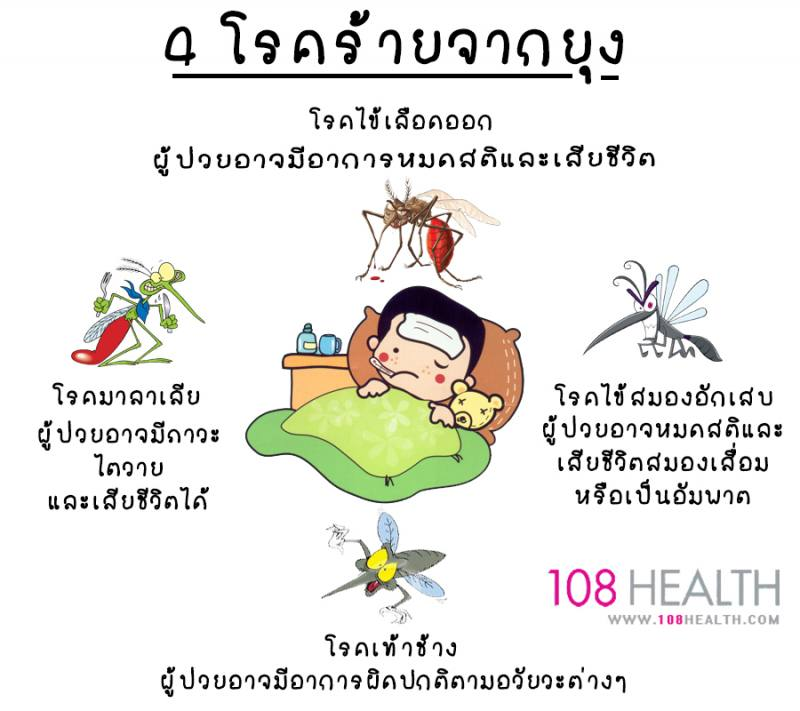 4 โรคร้ายจากยุง
โรคไข้เลือดออก
ผู้ป่วยอาจมีอาการหมดสติและเสียชีวิต
โรคมาลาเลีย
ผู้ป่วยอาจมีภาวะ
ไตวาย
และเสียชีวิตได้
โรคไข้สมองอักเสบ
ผู้ป่วยอาจหมดสติและ
เสียชีวิตสมองเสื่อม
หรือเป็นอัมพาต
108 HEALTH
WWW.108HEALTH.COM
โรคเท้าช้าง
ผู้ป่วยอาจมีอาการผิดปกติตามอวัยวะต่างๆ